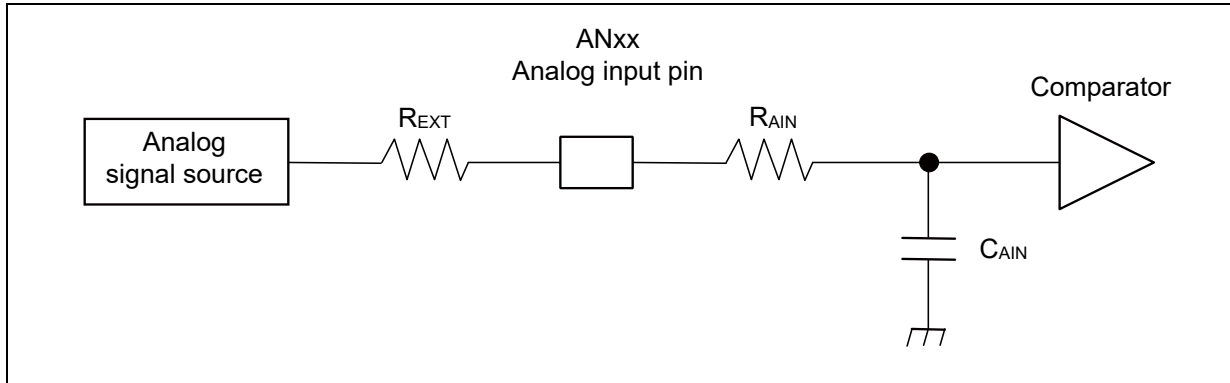 ANxx
Analog input pin
Comparator
REXT
RAIN
Analog
signal source
CAIN